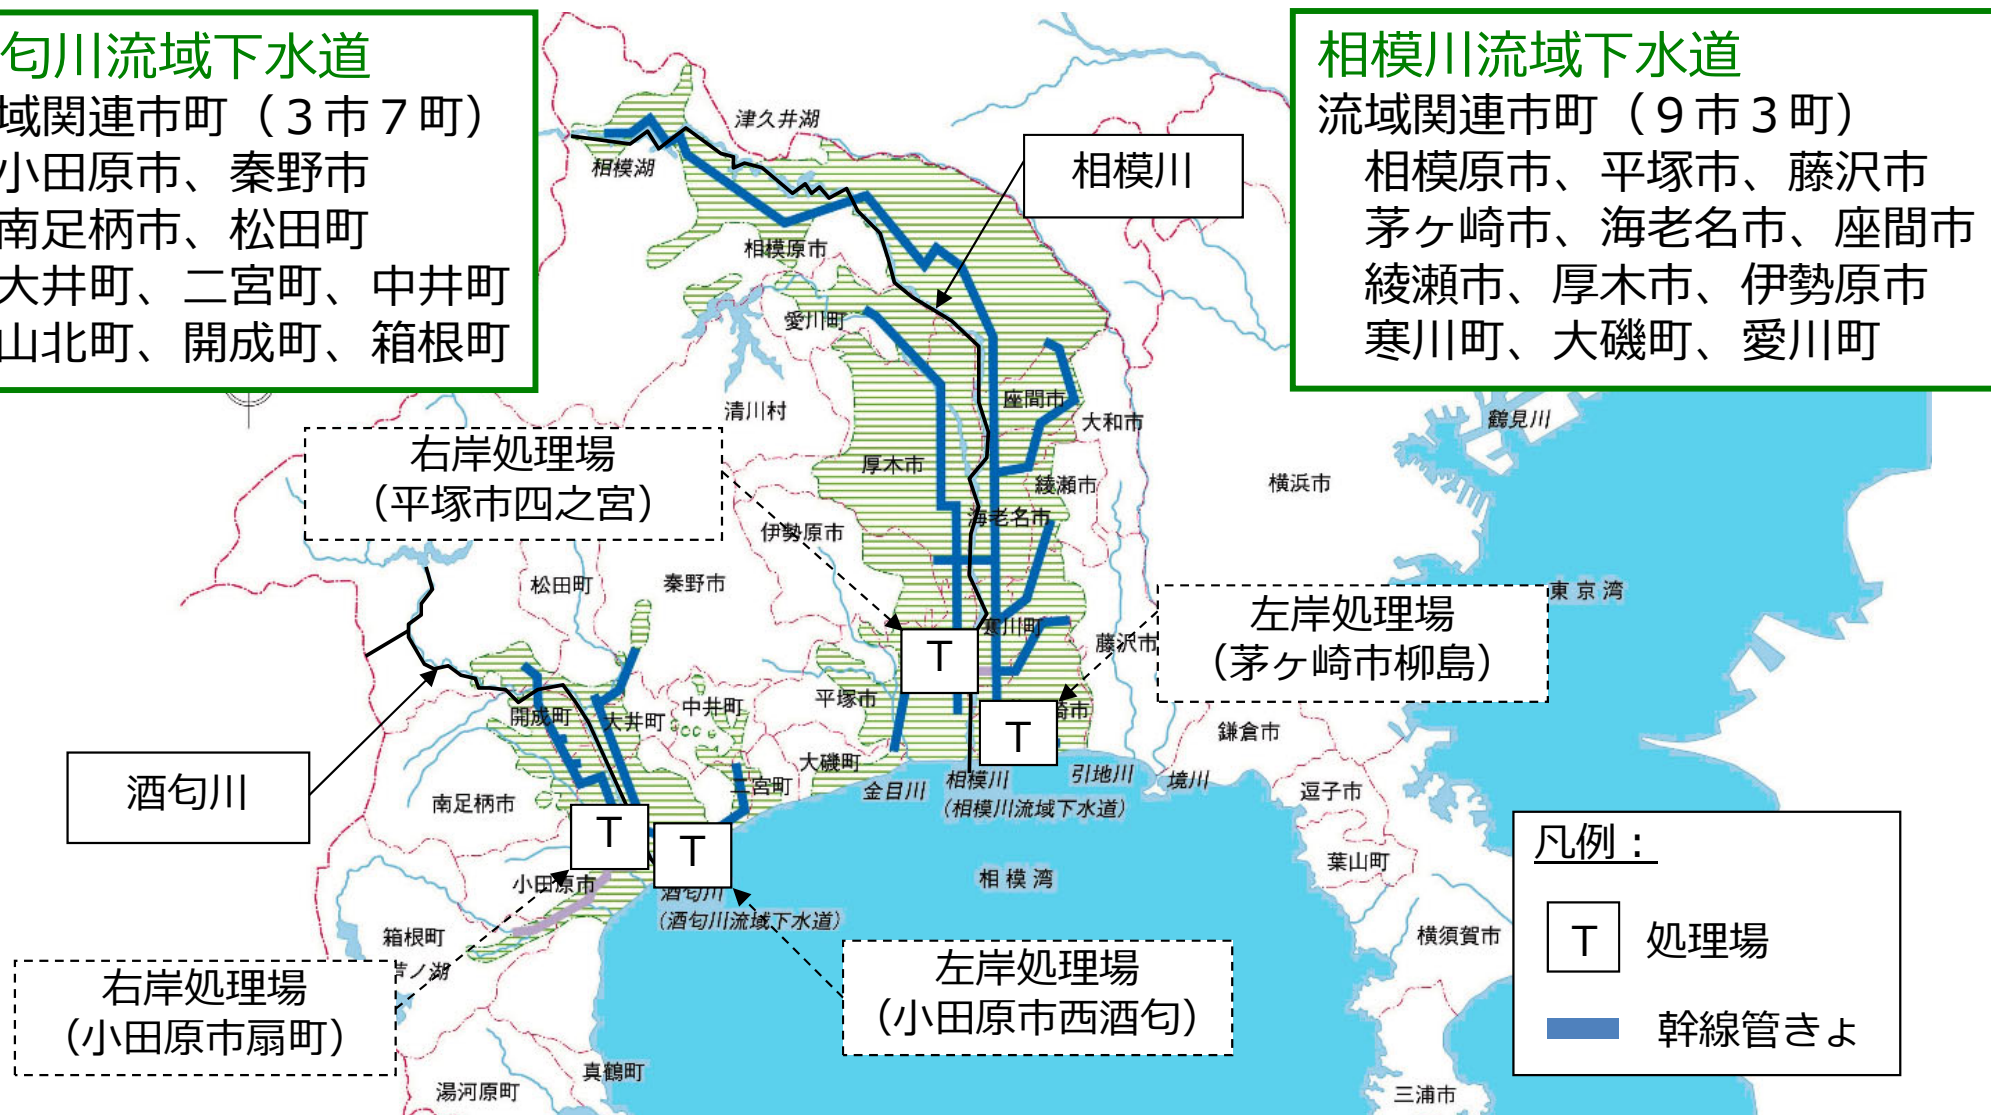 匂川流域下水道
域関連市町（３市７町）
小田原市、秦野市
南足柄市、松田町
大井町、二宮町、中井町
山北町、開成町、箱根町
相模川流域下水道
流域関連市町（９市３町）
相模原市、平塚市、藤沢市
茅ヶ崎市、海老名市、座間市
綾瀬市、厚木市、伊勢原市
寒川町、大磯町、愛川町
津久井湖
相模湖
相模川
相模原市
愛川町
清川村
座間市
大和市
鶴見川
右岸処理場
（平塚市四之宮）
厚木市
綾瀬市
横浜市
海老名市
伊勢原市
松田町
秦野市
東京湾
左岸処理場
（茅ヶ崎市柳島）
寒川町
藤沢市
T
平塚市
中井町
開成町
大井町
崎市
T
鎌倉市
酒匂川
大磯町
二宮町
金目川
相模川
（相模川流域下水道）
引地川
境川
逗子市
南足柄市
T
T
葉山町
相模湾
小田原市
酒匂川
（酒匂川流域下水道）
箱根町
芦ノ湖
横須賀市
右岸処理場
（小田原市扇町）
左岸処理場
（小田原市西酒匂）
凡例：
T 処理場
幹線管きょ
真鶴町
湯河原町
三浦市